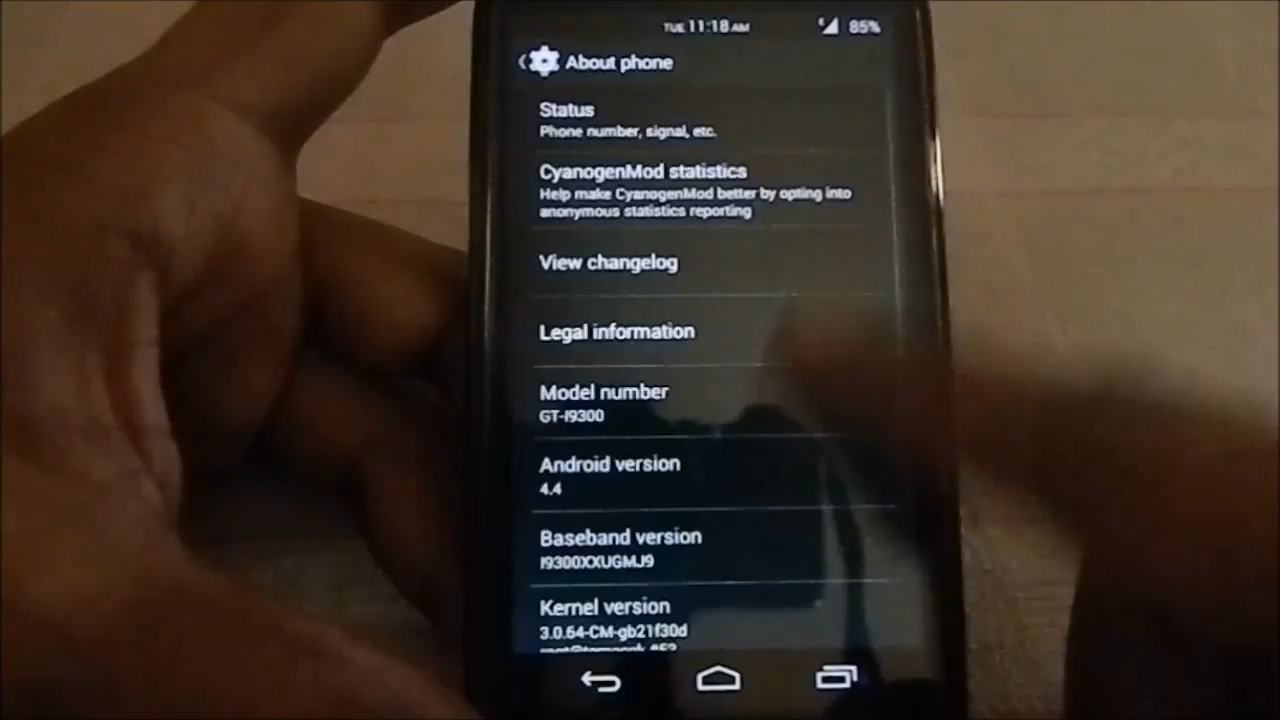 TUE 11:18 AM 85%
About phone
Status
Phone number, signal, etc.
CyanogenMod statistics
Help make CyanogenMod better by opting into
anonymous statistics reporting
View changelog
Legal information
Model number
GT-I9300
Android version
4.4
Baseband version
I9300XXUGMJ9
Kernel version
3.0.64-CM-gb21f30d